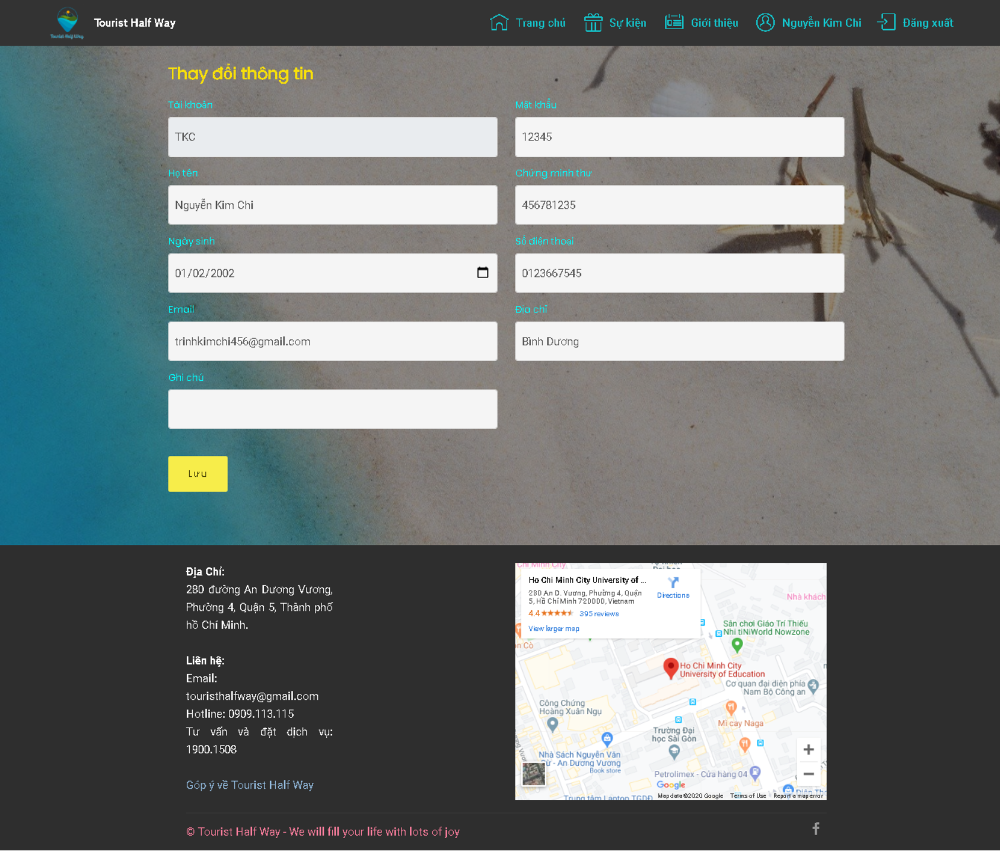 Tourist Half Way
Tourist Half Way
Trang chủ
Sự kiện
Giới thiệu
Nguyễn Kim Chi
Đăng xuất
Thay đổi thông tin
Tài khoản
Mật khẩu
TKC
12345
Họ tên
Chứng minh thư
Nguyễn Kim Chi
456781235
Ngày sinh
Số điện thoại
01/02/2002
0123667545
Email
Địa chỉ
trinhkimchi456@gmail.com
Bình Dương
Ghi chú
Lưu
Địa Chỉ:
280 đường An Dương Vương,
Phường 4, Quận 5, Thành phố
hồ Chí Minh.
Liên hệ:
Email:
touristhalfway@gmail.com
Hotline: 0909.113.115
Tư vấn và đặt dịch vụ:
1900.1508
Góp ý về Tourist Half Way
Chi Minh City
Ho Chi Minh City University of ...
280 An D. Vương, Phường 4, Quận
5, Hồ Chí Minh 720000, Vietnam
Directions
4.4
395 reviews
View larger map
Nhà khách
Sân chơi Giáo Trí Thiếu
Nhi tiNiWorld Nowzone
Ho Chi Minh City
University of Education
Cơ quan đại diện phía
Nam Bộ Công an
Công Chứng
Hoàng Xuân Ngụ
Mì cay Naga
Trường Đại
học Sài Gòn
Nhà Sách Nguyễn Văn
Cừ - An Dương Vương
Book store
Petrolimex - Cửa hàng 04
Google
Trung tâm Laptop TGDĐ
Map data ©2020 Google
Terms of Use
Report a map error
© Tourist Half Way - We will fill your life with lots of joy